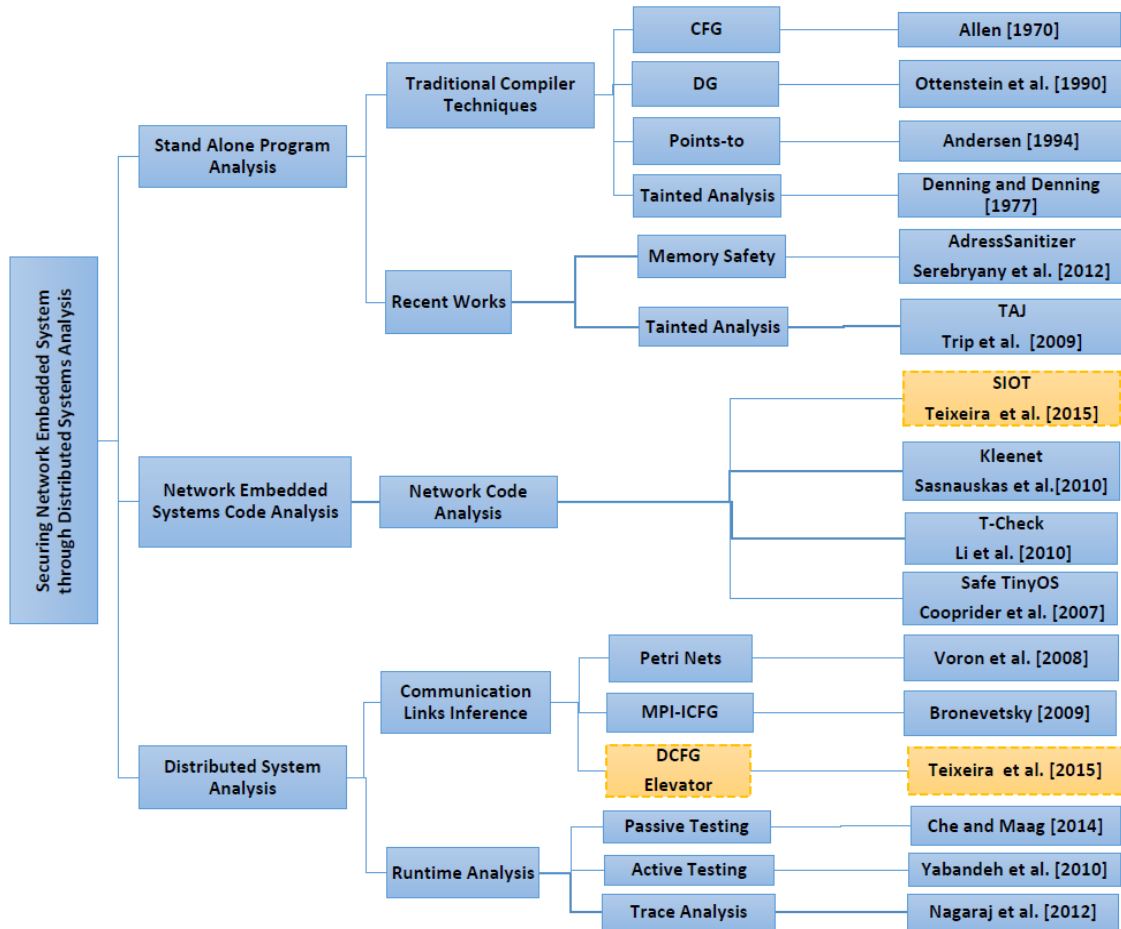 Securing Network Embedded System
through Distributed Systems Analysis
Stand Alone Program
Analysis
Traditional Compiler
Techniques
CFG
Allen [1970]
DG
Ottenstein et al. [1990]
Points-to
Andersen [1994]
Tainted Analysis
Denning and Denning
[1977]
Recent Works
Memory Safety
AdressSanitizer
Serebryany et al. [2012]
Tainted Analysis
TAJ
Trip et al. [2009]
Network Embedded
Systems Code Analysis
Network Code
Analysis
SIOT
Teixeira et al. [2015]
Kleenet
Sasnauskas et al.[2010]
T-Check
Li et al. [2010]
Safe TinyOS
Cooprider et al. [2007]
Distributed System
Analysis
Communication
Links Inference
Petri Nets
Voron et al. [2008]
MPI-ICFG
Bronevetsky [2009]
DCFG
Elevator
Teixeira et al. [2015]
Runtime Analysis
Passive Testing
Che and Maag [2014]
Active Testing
Yabandeh et al. [2010]
Trace Analysis
Nagaraj et al. [2012]